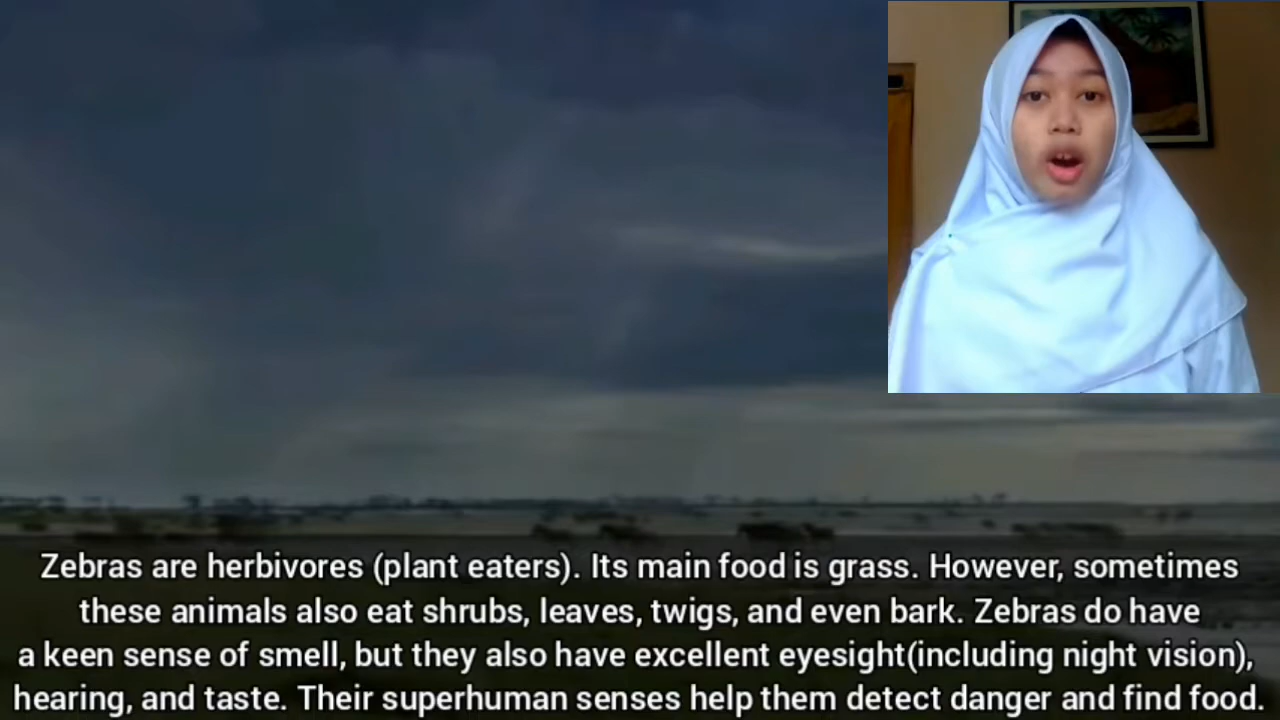 Zebras are herbivores (plant eaters). Its main food is grass. However, sometimes
these animals also eat shrubs, leaves, twigs, and even bark. Zebras do have
a keen sense of smell, but they also have excellent eyesight(including night vision),
hearing, and taste. Their superhuman senses help them detect danger and find food.